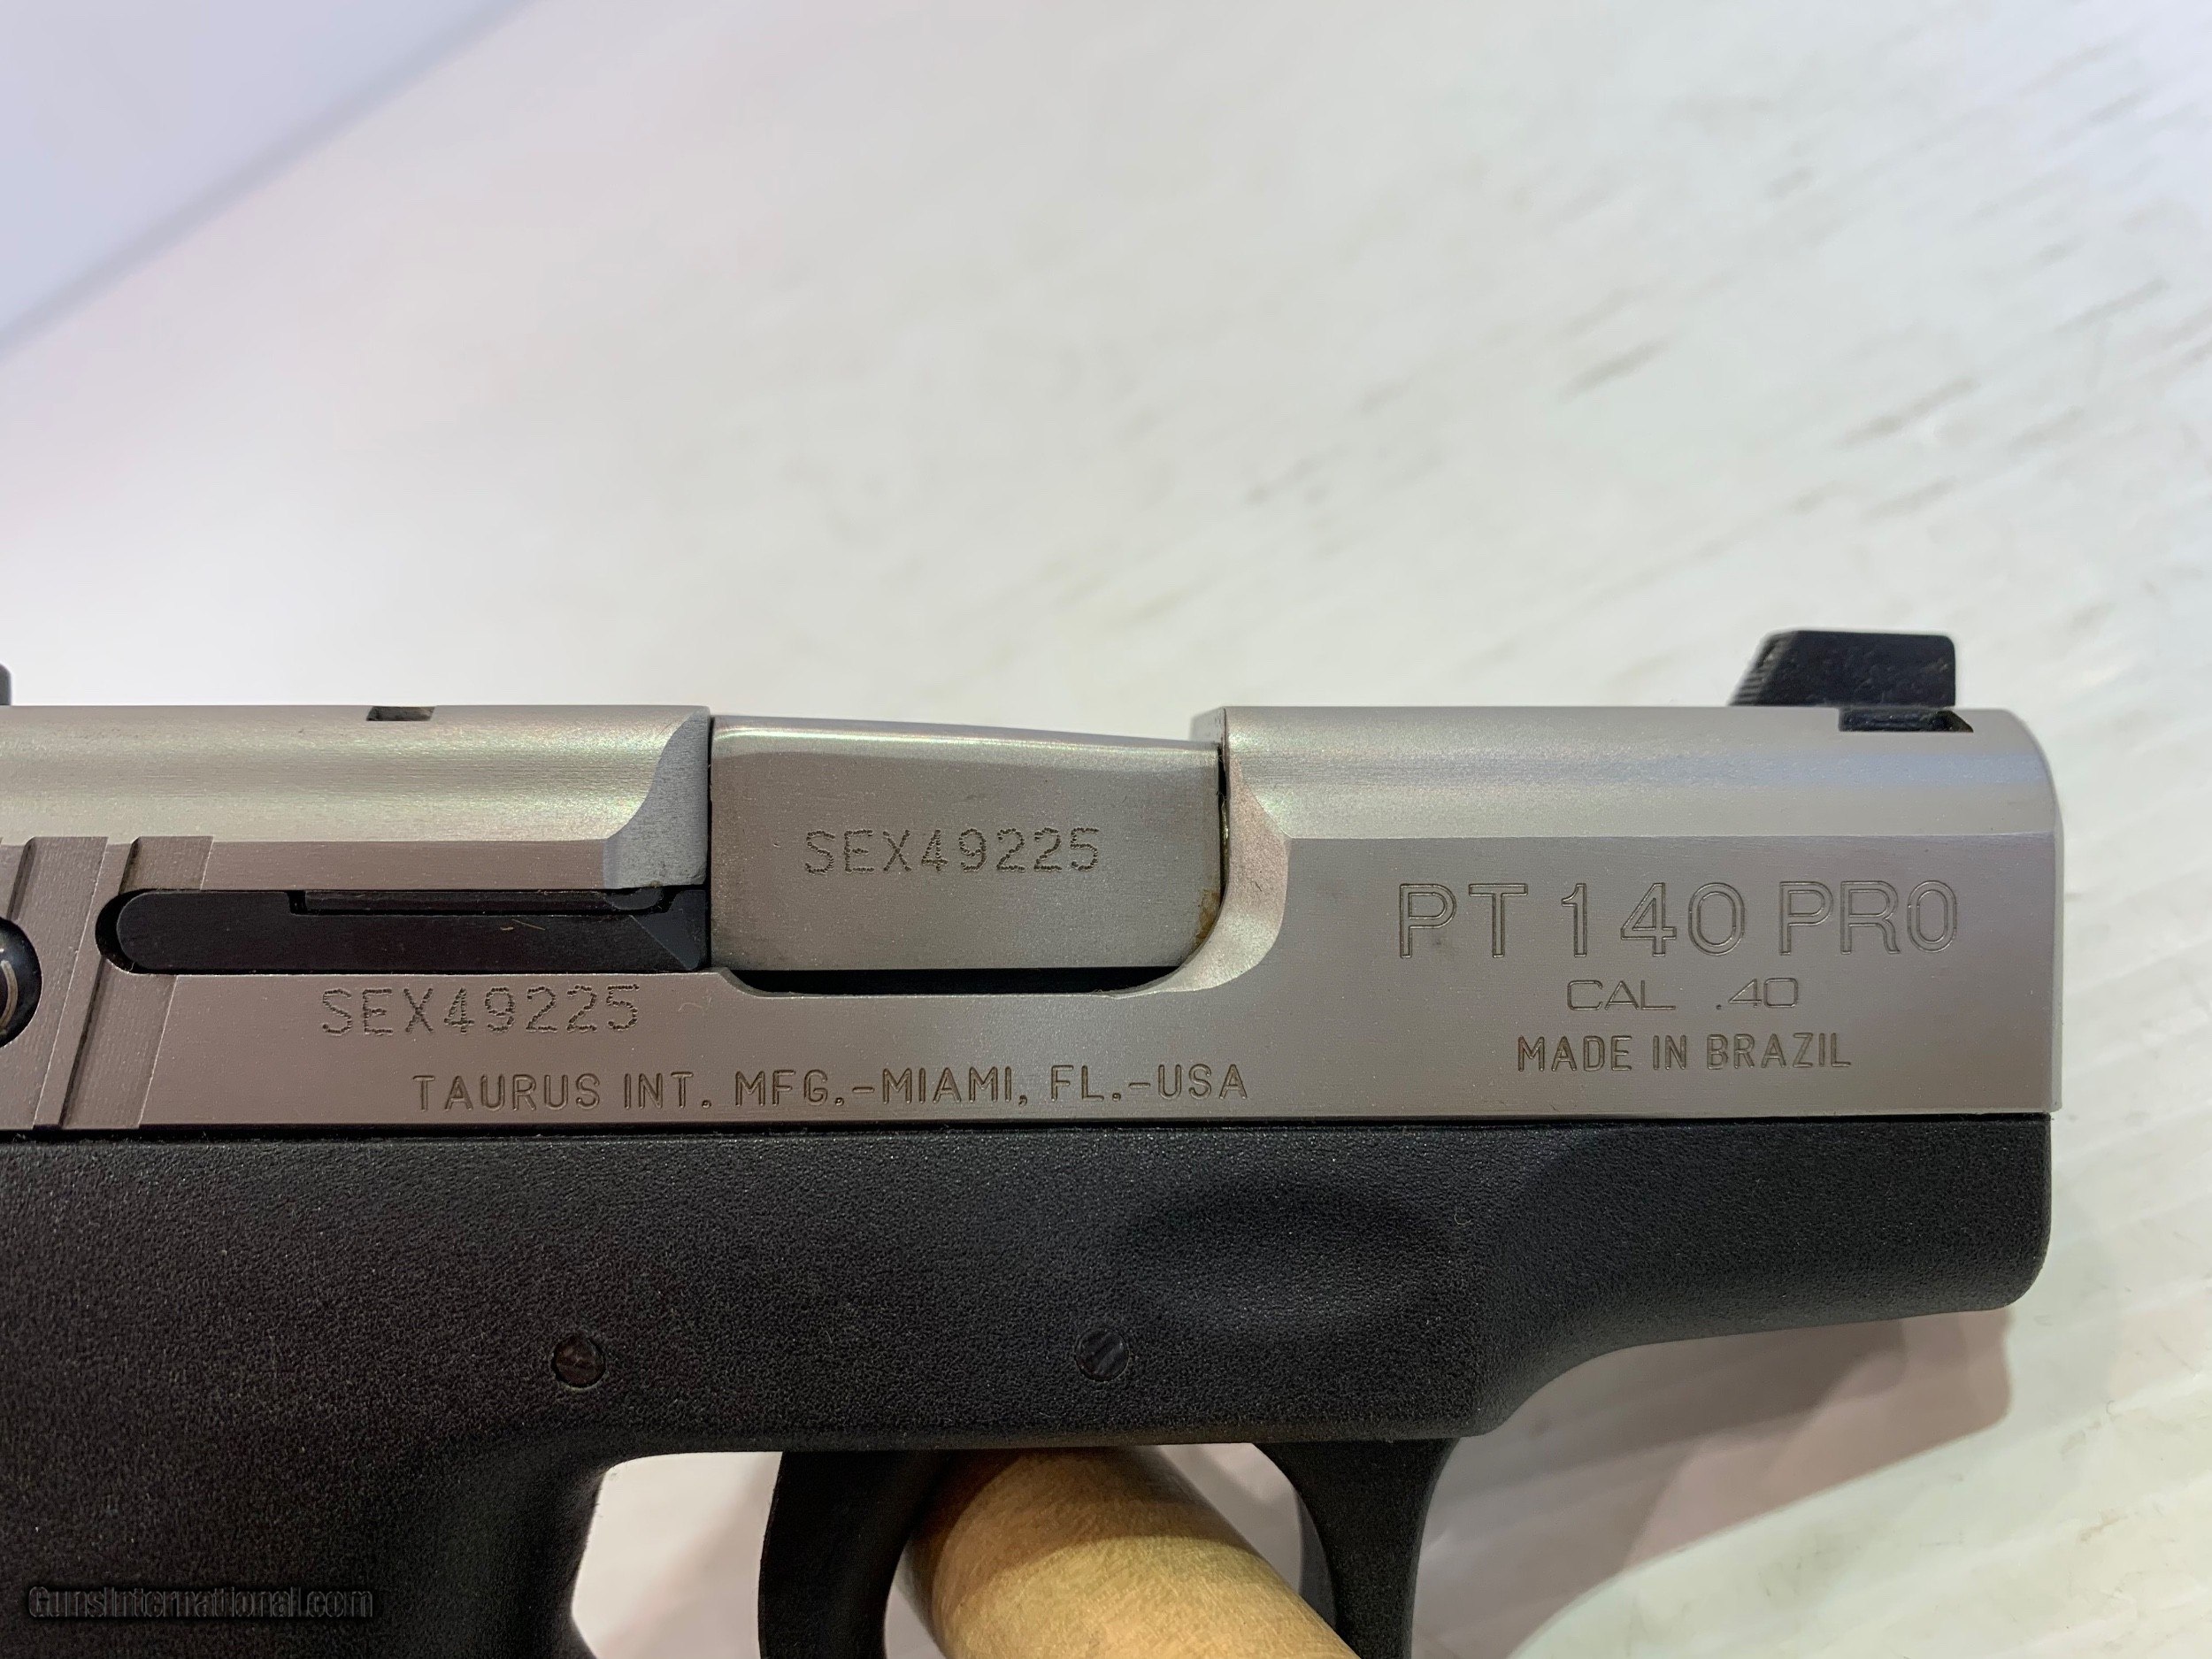 SEX49225
PT 140 PRO
CAL .40
MADE IN BRAZIL
SEX49225
TAURUS INT. MFG.-MIAMI, FL.-USA
GunsInternational.com